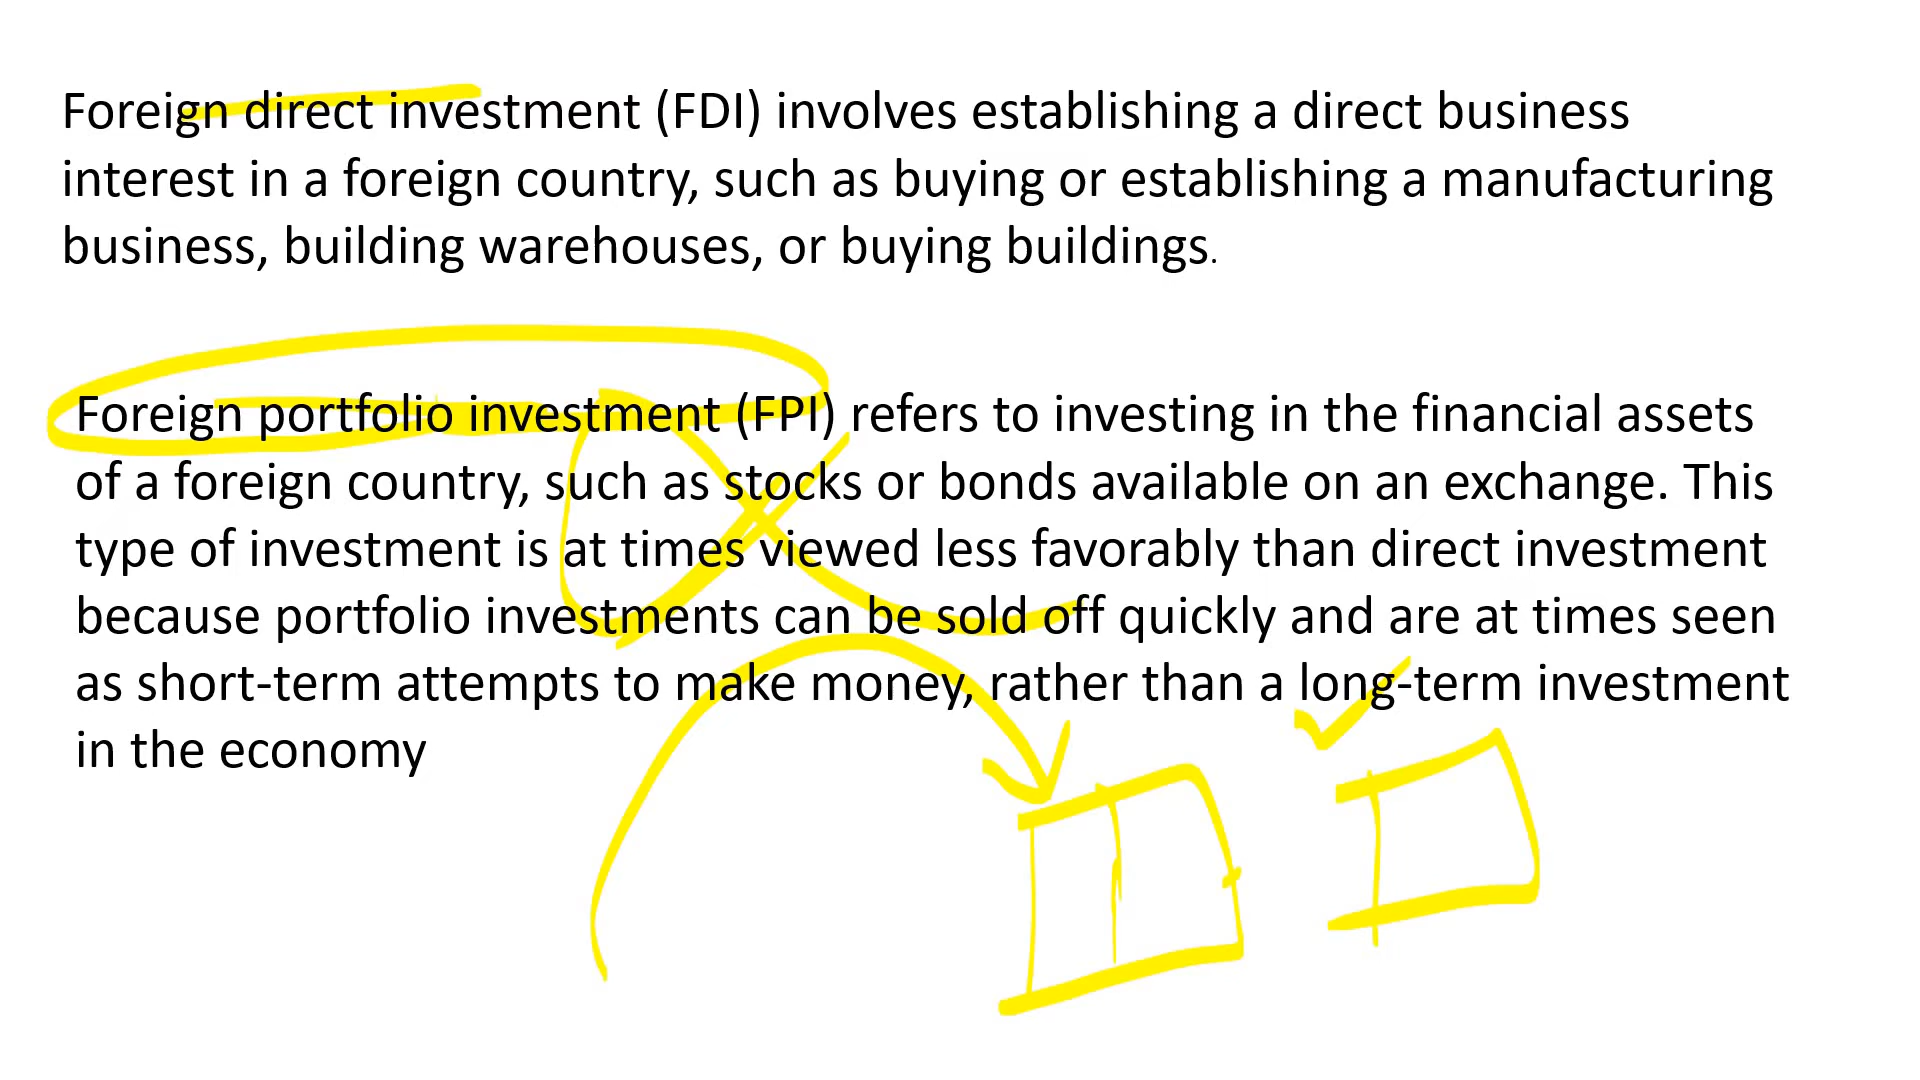 Foreign direct investment (FDI) involves establishing a direct business
interest in a foreign country, such as buying or establishing a manufacturing
business, building warehouses, or buying buildings.
Foreign portfolio investment (FPI) refers to investing in the financial assets
of a foreign country, such as stocks or bonds available on an exchange. This
type of investment is at times viewed less favorably than direct investment
because portfolio investments can be sold off quickly and are at times seen
as short-term attempts to make money, rather than a long-term investment
in the economy